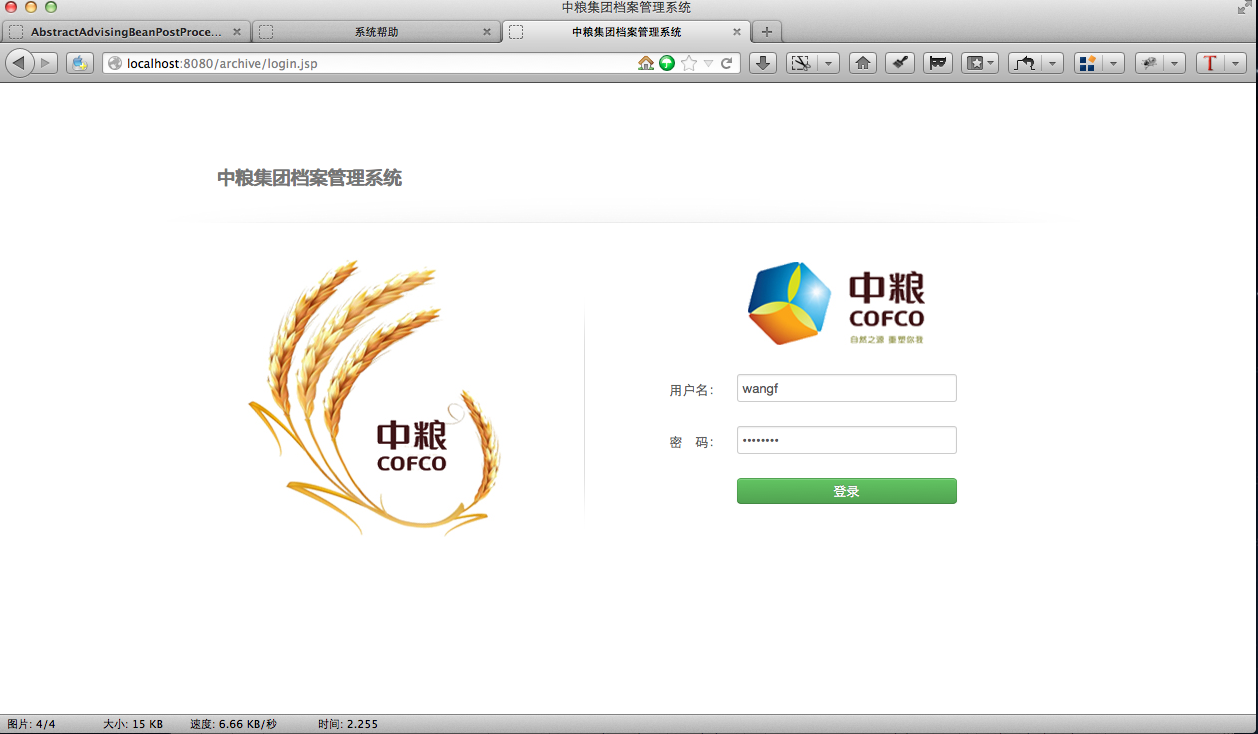 中粮集团档案管理系统
AbstractAdvisingBeanPostProce...
系统帮助
中粮集团档案管理系统
localhost:8080/archive/login.jsp
T
中粮集团档案管理系统
中粮
COFCO
自然之源 重塑你我
用户名:
wangf
中粮
COFCO
密 码:
••••••••
登录
图片: 4/4 大小: 15 KB 速度: 6.66 KB/秒 时间: 2.255